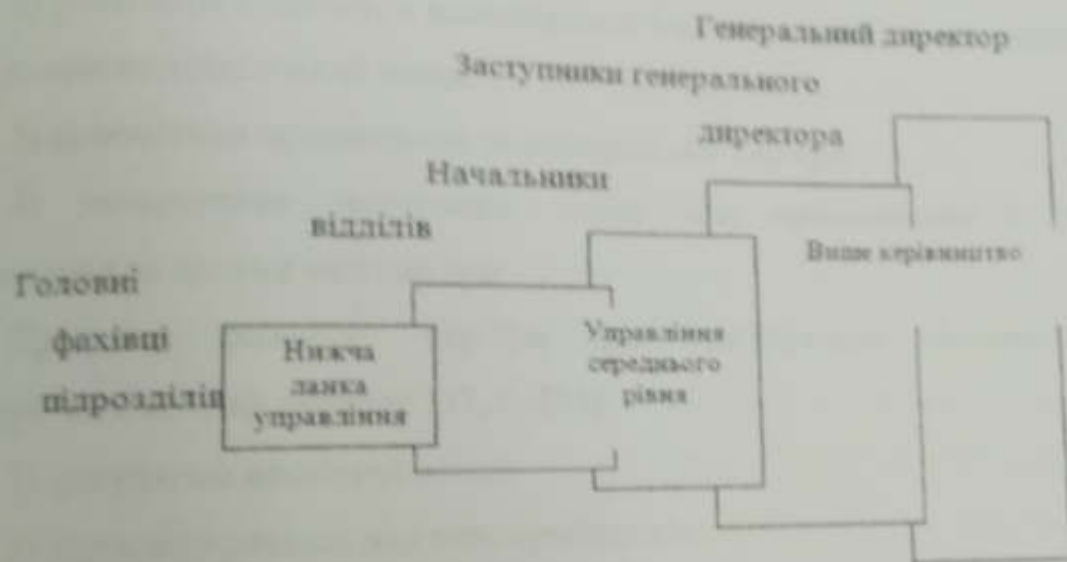 Генеральний директор
Заступники генерального
директора
Начальники
відділів
Головні
фахівці
підрозділів
Нижча
ланка
управління
Управління
середнього
рівня
Вище керівництво